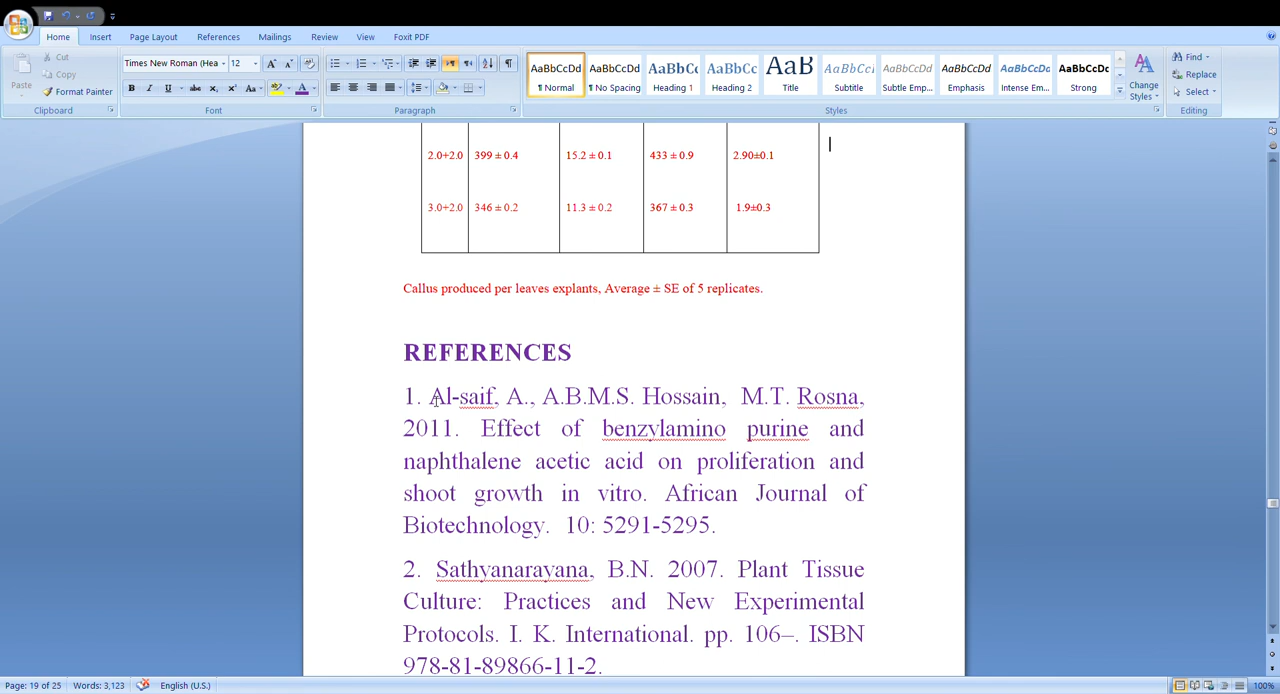 Home Insert Page Layout References Mailings Review View Foxit PDF
Cut
Copy
Format Painter
Paste
Clipboard
Times New Roman (Hea 12
Font
Paragraph
AaBbCcDd AaBbCcDd AaBbCc AaBbCc AaB AaBbCcI AaBbCcDd AaBbCcDd AaBbCcDd AaBbCcDc
¶ Normal ¶ No Spacing Heading 1 Heading 2 Title Subtitle Subtle Emp... Emphasis Intense Em... Strong
Styles
Change
Styles
Find
Replace
Select
Editing
2.0+2.0 399 ± 0.4 15.2 ± 0.1 433 ± 0.9 2.90±0.1
3.0+2.0 346 ± 0.2 11.3 ± 0.2 367 ± 0.3 1.9±0.3
Callus produced per leaves explants, Average ± SE of 5 replicates.
REFERENCES
1. Al-saif, A., A.B.M.S. Hossain, M.T. Rosna,
2011. Effect of benzylamino purine and
naphthalene acetic acid on proliferation and
shoot growth in vitro. African Journal of
Biotechnology. 10: 5291-5295.
2. Sathyanarayana, B.N. 2007. Plant Tissue
Culture: Practices and New Experimental
Protocols. I. K. International. pp. 106–. ISBN
978-81-89866-11-2.
Page: 19 of 25 Words: 3,123 English (U.S.) 100%